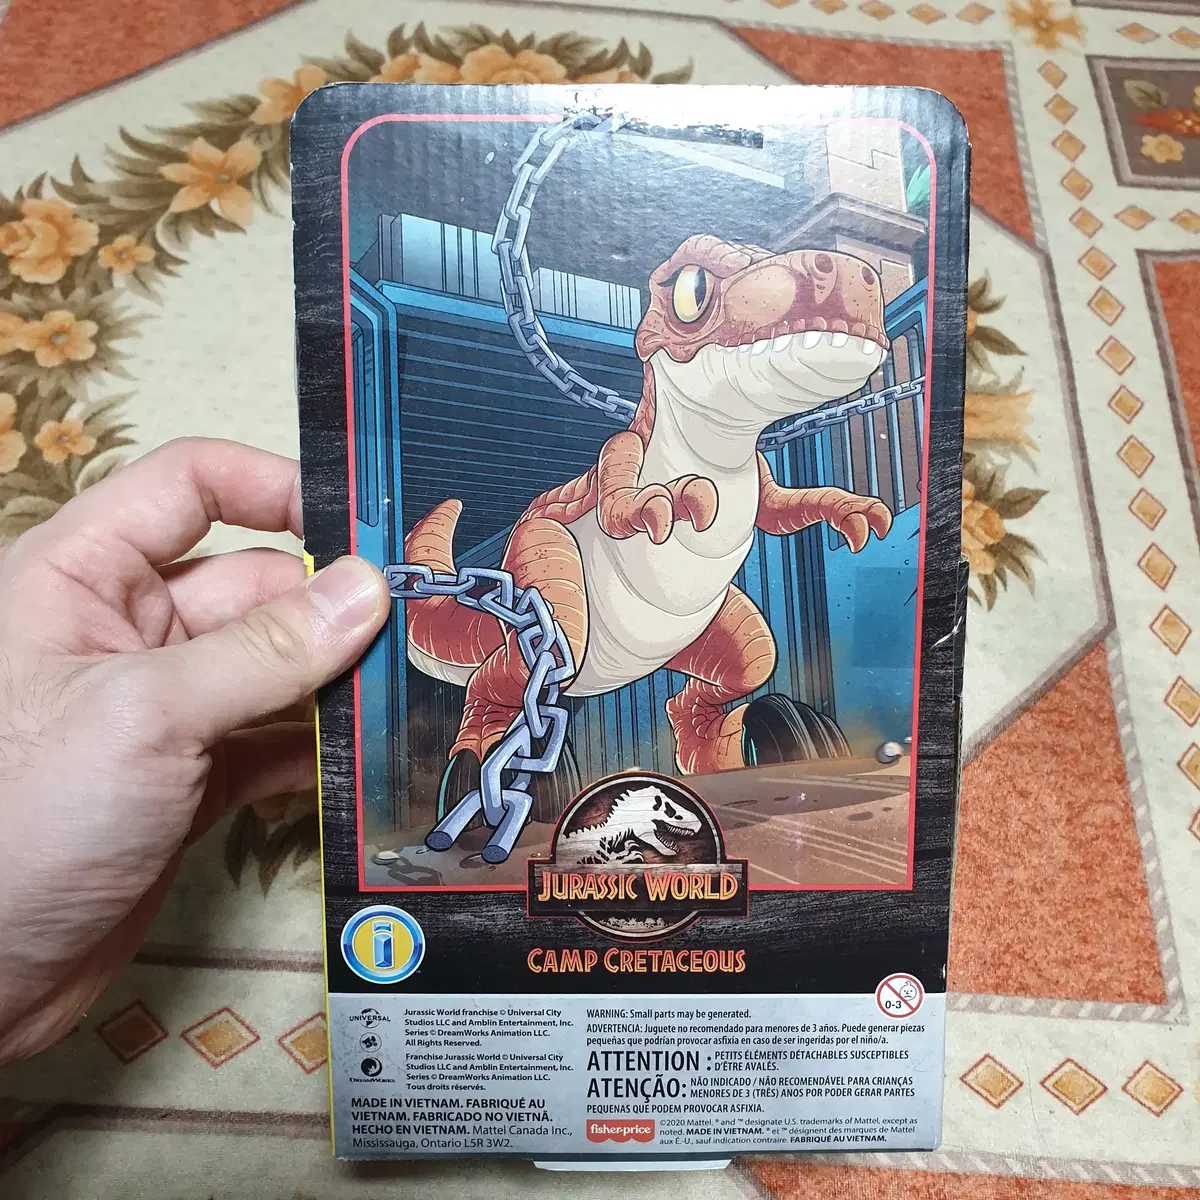 JURASSIC WORLD
CAMP CRETACEOUS
0-3
UNIVERSAL
DREAMWORKS
Jurassic World franchise © Universal City
Studios LLC and Amblin Entertainment, Inc.
Series © DreamWorks Animation LLC.
All Rights Reserved.
Franchise Jurassic World © Universal City
Studios LLC and Amblin Entertainment, Inc.
Series © DreamWorks Animation LLC.
Tous droits réservés.
MADE IN VIETNAM. FABRIQUÉ AU
VIETNAM. FABRICADO NO VIETNÃ.
HECHO EN VIETNAM. Mattel Canada Inc.,
Mississauga, Ontario L5R 3W2.
WARNING: Small parts may be generated.
ADVERTENCIA: Juguete no recomendado para menores de 3 años. Puede generar piezas
pequeñas que podrían provocar asfixia en caso de ser ingeridas por el niño/a.
ATTENTION : PETITS ÉLÉMENTS DÉTACHABLES SUSCEPTIBLES
D'ÊTRE AVALÉS.
ATENÇÃO: NÃO INDICADO / NÃO RECOMENDÁVEL PARA CRIANÇAS
MENORES DE 3 (TRÊS) ANOS POR PODER GERAR PARTES
PEQUENAS QUE PODEM PROVOCAR ASFIXIA.
fisher-price
©2020 Mattel. ® and ™ designate U.S. trademarks of Mattel, except as
noted. MADE IN VIETNAM. ® et ™ désignent des marques de Mattel
aux É.-U., sauf indication contraire. FABRIQUÉ AU VIETNAM.